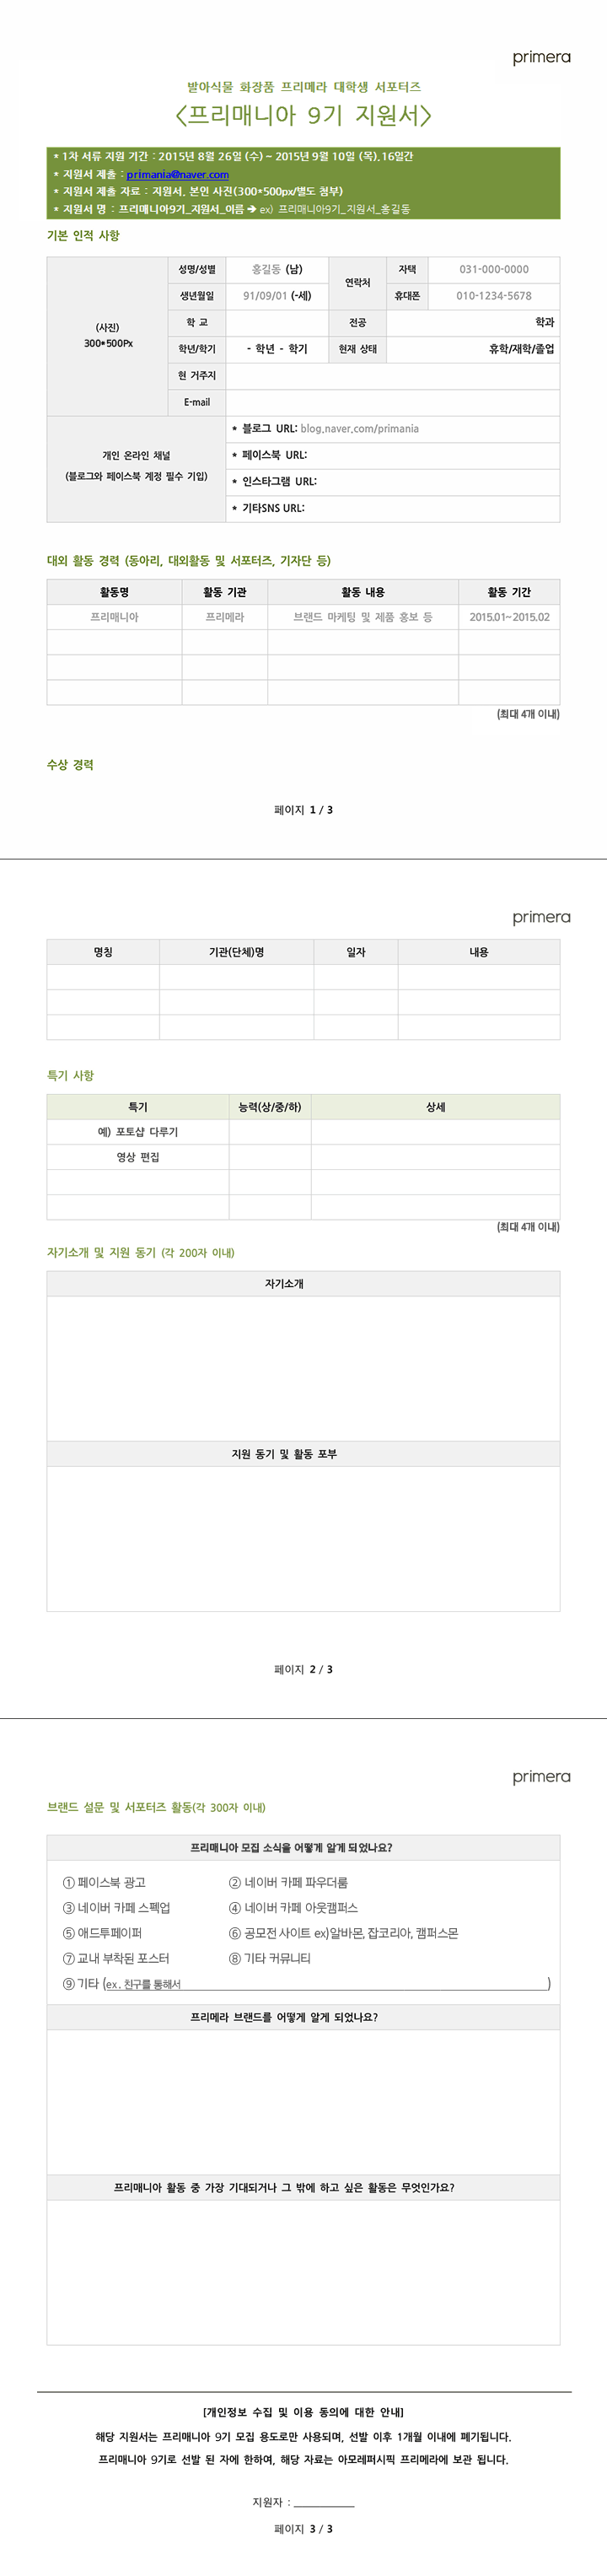 primera
발아식물 화장품 프리메라 대학생 서포터즈
<프리매니아 9기 지원서>
* 1차 서류 지원 기간 : 2015년 8월 26일 (수) ~ 2015년 9월 10일 (목), 16일간
* 지원서 제출 : primania@naver.com
* 지원서 제출 자료 : 지원서, 본인 사진(300*500px/별도 첨부)
* 지원서 명 : 프리매니아9기_지원서_이름 ➔ ex) 프리매니아9기_지원서_홍길동
기본 인적 사항
(사진)
300*500Px
성명/성별 홍길동 (남) 연락처 자택 031-000-0000
생년월일 91/09/01 (-세) 휴대폰 010-1234-5678
학 교 전공 학과
학년/학기 - 학년 - 학기 현재 상태 휴학/재학/졸업
현 거주지
E-mail
개인 온라인 채널
(블로그와 페이스북 계정 필수 기입)
* 블로그 URL: blog.naver.com/primania
* 페이스북 URL:
* 인스타그램 URL:
* 기타SNS URL:
대외 활동 경력 (동아리, 대외활동 및 서포터즈, 기자단 등)
활동명 활동 기관 활동 내용 활동 기간
프리매니아 프리메라 브랜드 마케팅 및 제품 홍보 등 2015.01~2015.02
(최대 4개 이내)
수상 경력
페이지 1 / 3
primera
명칭 기관(단체)명 일자 내용
특기 사항
특기 능력(상/중/하) 상세
예) 포토샵 다루기
영상 편집
(최대 4개 이내)
자기소개 및 지원 동기 (각 200자 이내)
자기소개
지원 동기 및 활동 포부
페이지 2 / 3
primera
브랜드 설문 및 서포터즈 활동(각 300자 이내)
프리매니아 모집 소식을 어떻게 알게 되었나요?
① 페이스북 광고 ② 네이버 카페 파우더룸
③ 네이버 카페 스펙업 ④ 네이버 카페 아웃캠퍼스
⑤ 애드투페이퍼 ⑥ 공모전 사이트 ex)알바몬, 잡코리아, 캠퍼스몬
⑦ 교내 부착된 포스터 ⑧ 기타 커뮤니티
⑨ 기타 (ex. 친구를 통해서 )
프리메라 브랜드를 어떻게 알게 되었나요?
프리매니아 활동 중 가장 기대되거나 그 밖에 하고 싶은 활동은 무엇인가요?
[개인정보 수집 및 이용 동의에 대한 안내]
해당 지원서는 프리매니아 9기 모집 용도로만 사용되며, 선발 이후 1개월 이내에 폐기됩니다.
프리매니아 9기로 선발 된 자에 한하여, 해당 자료는 아모레퍼시픽 프리메라에 보관 됩니다.
지원자 : ___________
페이지 3 / 3